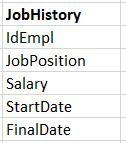 JobHistory
IdEmpl
JobPosition
Salary
StartDate
FinalDate